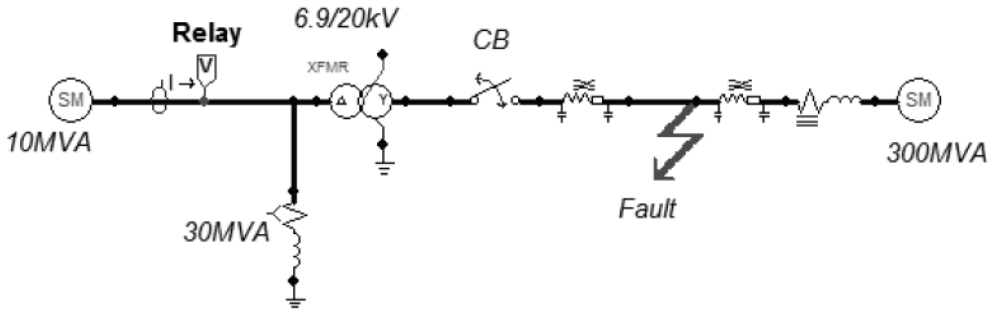 6.9/20kV
Relay
CB
V
I
XFMR
SM
Δ
Y
SM
10MVA
300MVA
30MVA
Fault